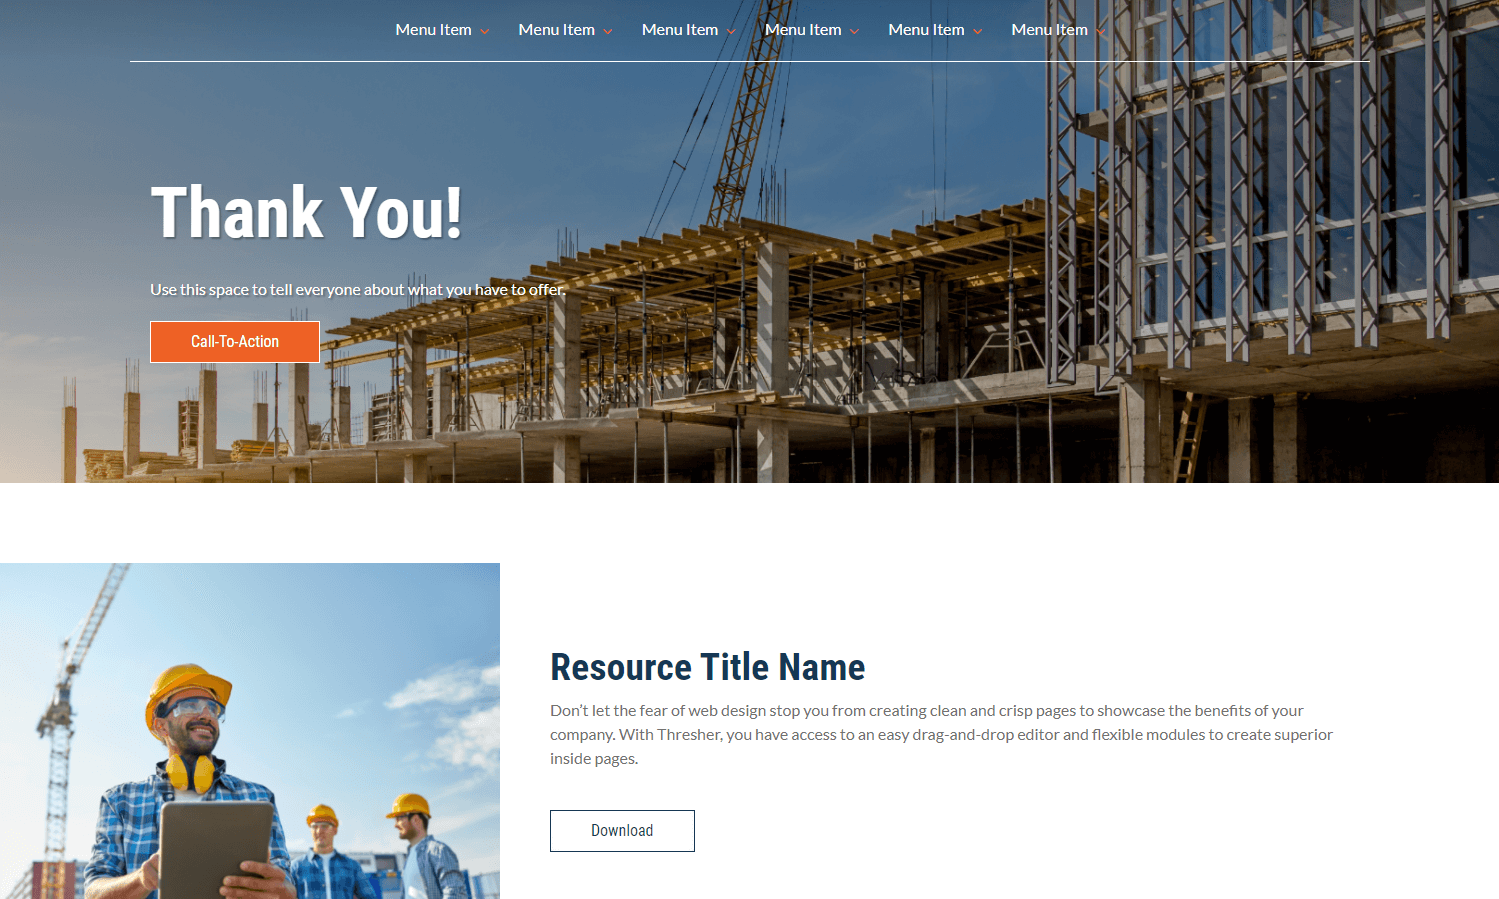 Menu Item Menu Item Menu Item Menu Item Menu Item Menu Item
Thank You!
Use this space to tell everyone about what you have to offer.
Call-To-Action
Resource Title Name
Don’t let the fear of web design stop you from creating clean and crisp pages to showcase the benefits of your
company. With Thresher, you have access to an easy drag-and-drop editor and flexible modules to create superior
inside pages.
Download